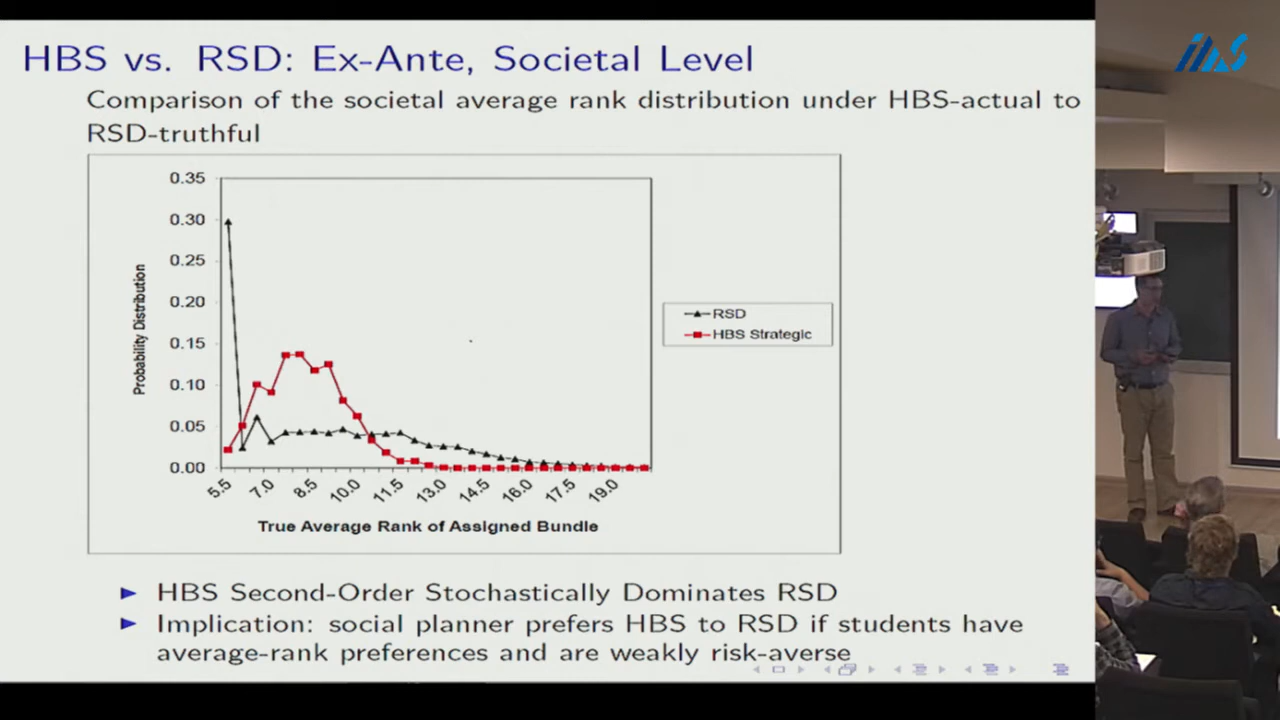 HBS vs. RSD: Ex-Ante, Societal Level
Comparison of the societal average rank distribution under HBS-actual to
RSD-truthful
0.35
0.30
0.25
0.20
0.15
0.10
0.05
0.00
Probability Distribution
5.5
7.0
8.5
10.0
11.5
13.0
14.5
16.0
17.5
19.0
True Average Rank of Assigned Bundle
RSD
HBS Strategic
► HBS Second-Order Stochastically Dominates RSD
► Implication: social planner prefers HBS to RSD if students have
average-rank preferences and are weakly risk-averse
IIAS